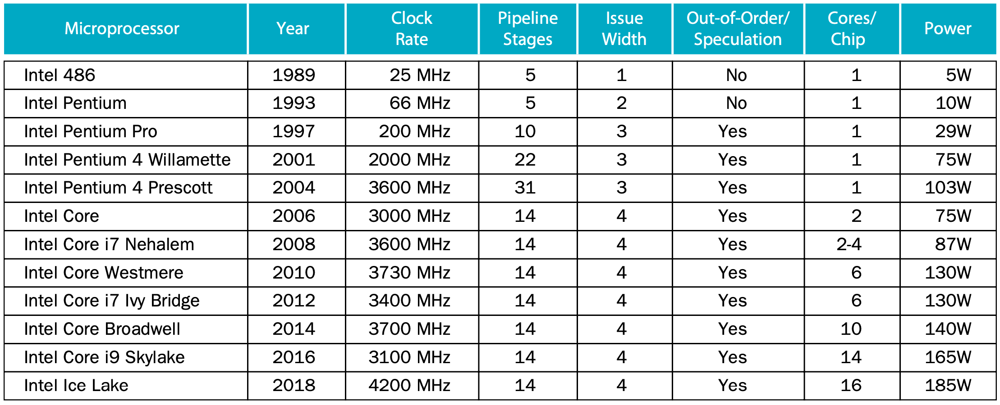 Microprocessor Year Clock Rate Pipeline Stages Issue Width Out-of-Order/ Speculation Cores/ Chip Power
Intel 486 1989 25 MHz 5 1 No 1 5W
Intel Pentium 1993 66 MHz 5 2 No 1 10W
Intel Pentium Pro 1997 200 MHz 10 3 Yes 1 29W
Intel Pentium 4 Willamette 2001 2000 MHz 22 3 Yes 1 75W
Intel Pentium 4 Prescott 2004 3600 MHz 31 3 Yes 1 103W
Intel Core 2006 3000 MHz 14 4 Yes 2 75W
Intel Core i7 Nehalem 2008 3600 MHz 14 4 Yes 2-4 87W
Intel Core Westmere 2010 3730 MHz 14 4 Yes 6 130W
Intel Core i7 Ivy Bridge 2012 3400 MHz 14 4 Yes 6 130W
Intel Core Broadwell 2014 3700 MHz 14 4 Yes 10 140W
Intel Core i9 Skylake 2016 3100 MHz 14 4 Yes 14 165W
Intel Ice Lake 2018 4200 MHz 14 4 Yes 16 185W